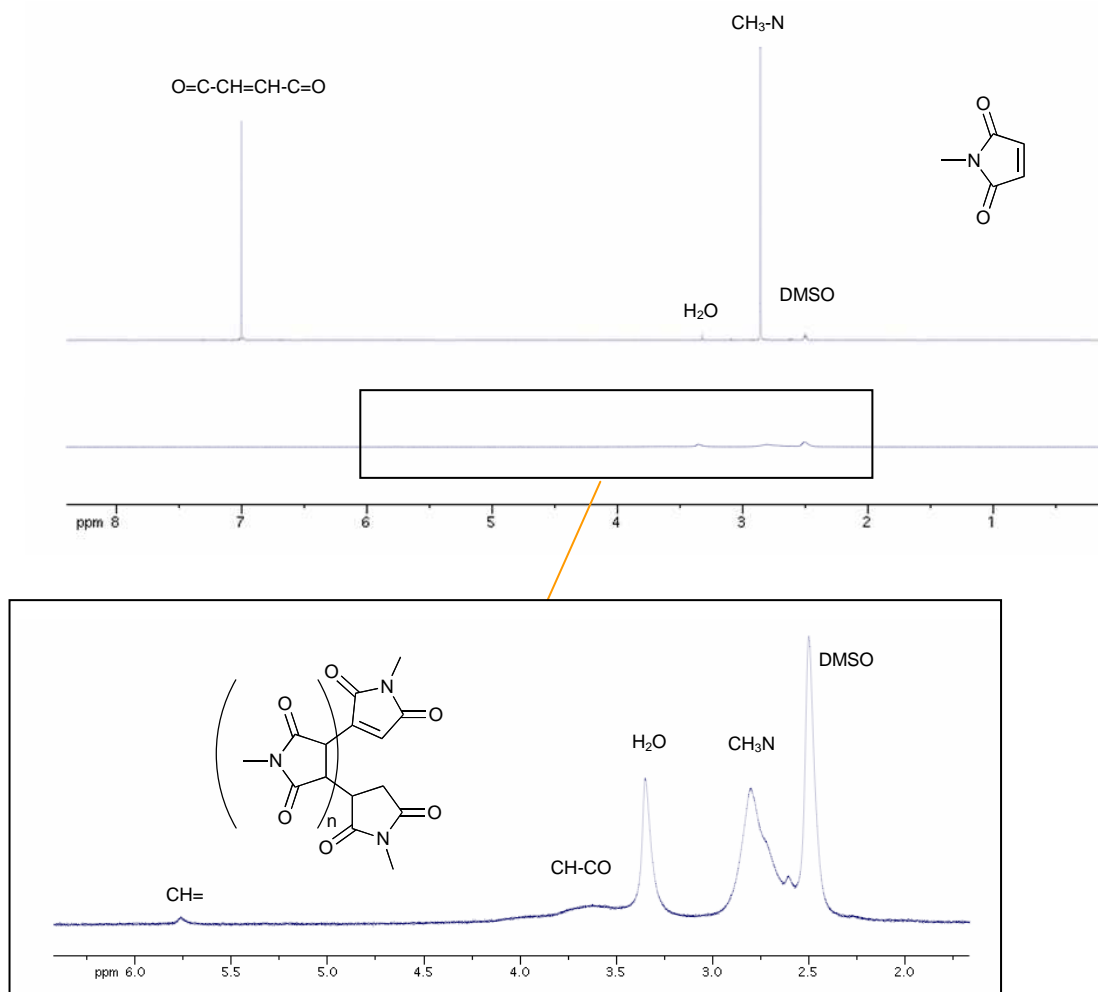 CH₃-N
O=C-CH=CH-C=O
O
N
O
H₂O
DMSO
ppm 8 7 6 5 4 3 2 1
DMSO
O
N
O
O
N
O
n
O
N
O
H₂O
CH₃N
CH-CO
CH=
ppm 6.0 5.5 5.0 4.5 4.0 3.5 3.0 2.5 2.0